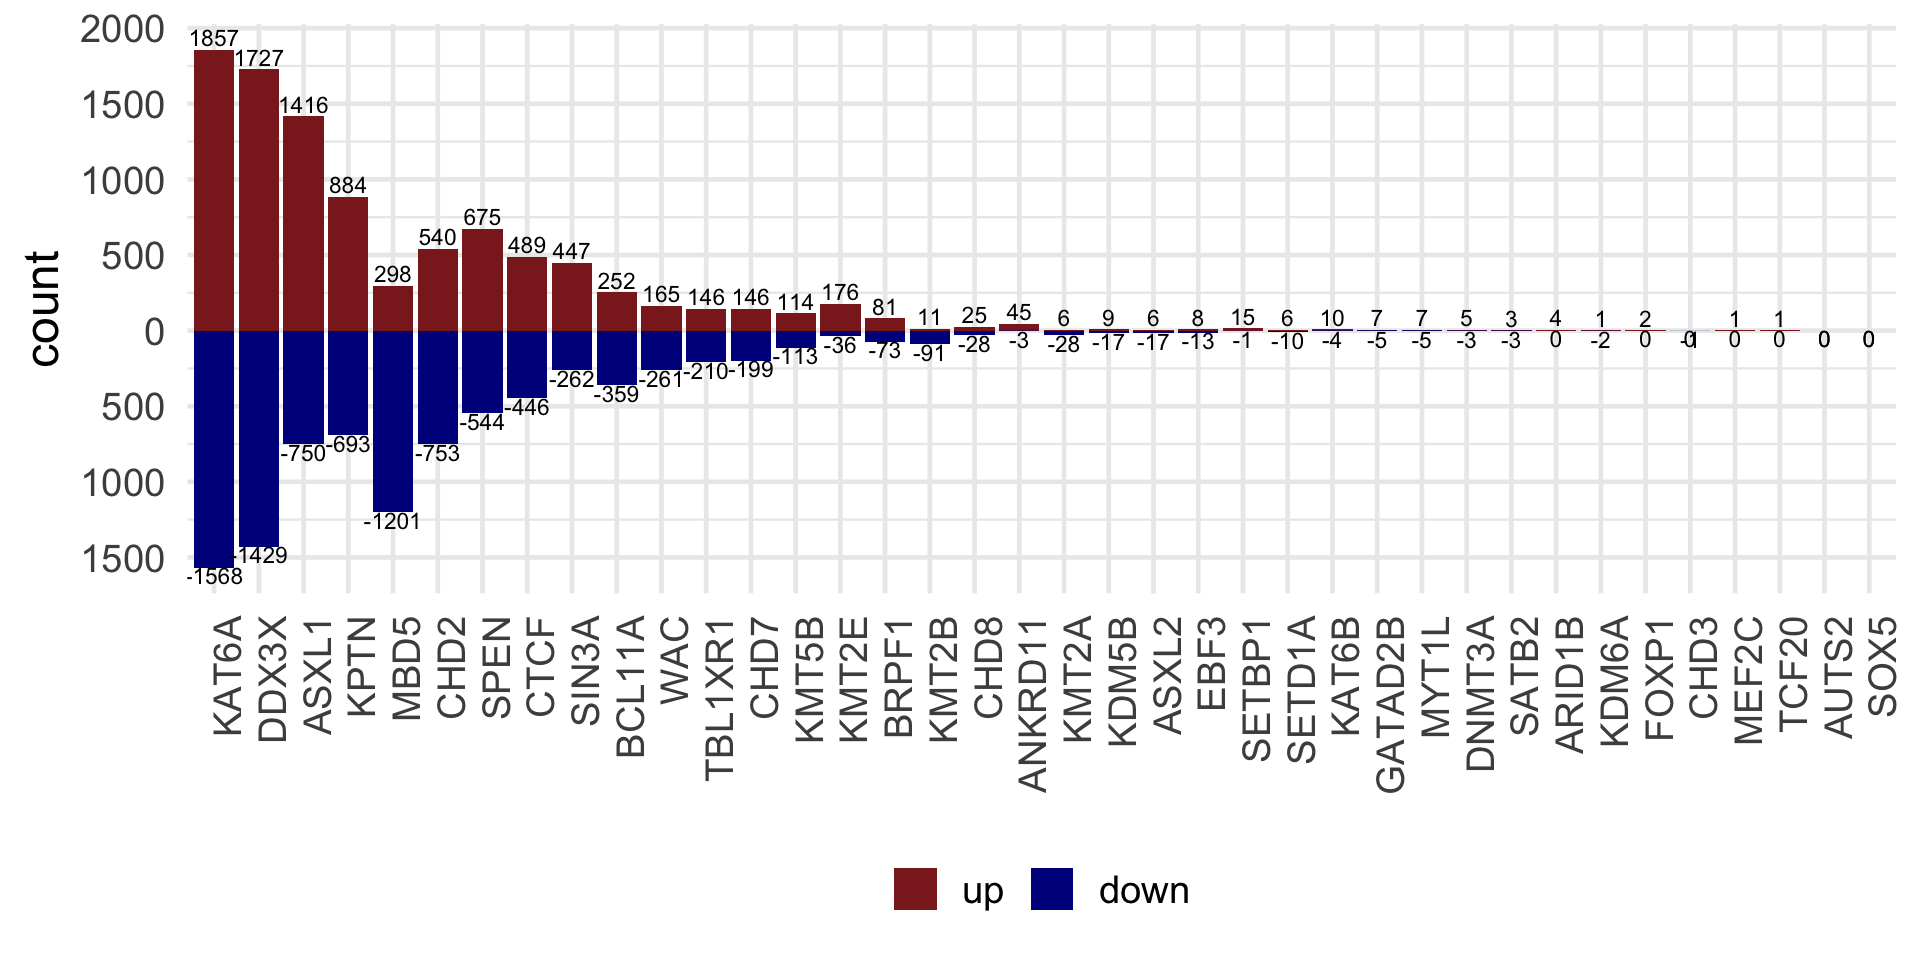 count
2000
1500
1000
500
0
500
1000
1500
1857 1727 1416 884 298 540 675 489 447 252 165 146 146 114 176 81 11 25 45 6 9 6 8 15 6 10 7 7 5 3 4 1 2 0 1 1 0 0
-1568 -1429 -750 -693 -1201 -753 -544 -446 -262 -359 -261 -210 -199 -113 -36 -73 -91 -28 -3 -28 -17 -17 -13 -1 -10 -4 -5 -5 -3 -3 0 -2 0 -1 0 0 0 0
KAT6A
DDX3X
ASXL1
KPTN
MBD5
CHD2
SPEN
CTCF
SIN3A
BCL11A
WAC
TBL1XR1
CHD7
KMT5B
KMT2E
BRPF1
KMT2B
CHD8
ANKRD11
KMT2A
KDM5B
ASXL2
EBF3
SETBP1
SETD1A
KAT6B
GATAD2B
MYT1L
DNMT3A
SATB2
ARID1B
KDM6A
FOXP1
CHD3
MEF2C
TCF20
AUTS2
SOX5
up down